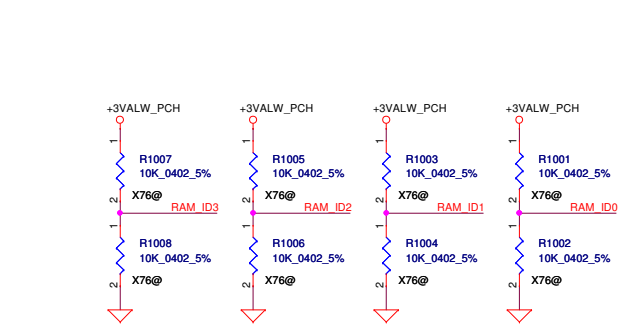 +3VALW_PCH +3VALW_PCH +3VALW_PCH +3VALW_PCH
1 1 1 1
R1007 R1005 R1003 R1001
10K_0402_5% 10K_0402_5% 10K_0402_5% 10K_0402_5%
2 X76@ 2 X76@ 2 X76@ 2 X76@
RAM_ID3 RAM_ID2 RAM_ID1 RAM_ID0
1 1 1 1
R1008 R1006 R1004 R1002
10K_0402_5% 10K_0402_5% 10K_0402_5% 10K_0402_5%
2 X76@ 2 X76@ 2 X76@ 2 X76@